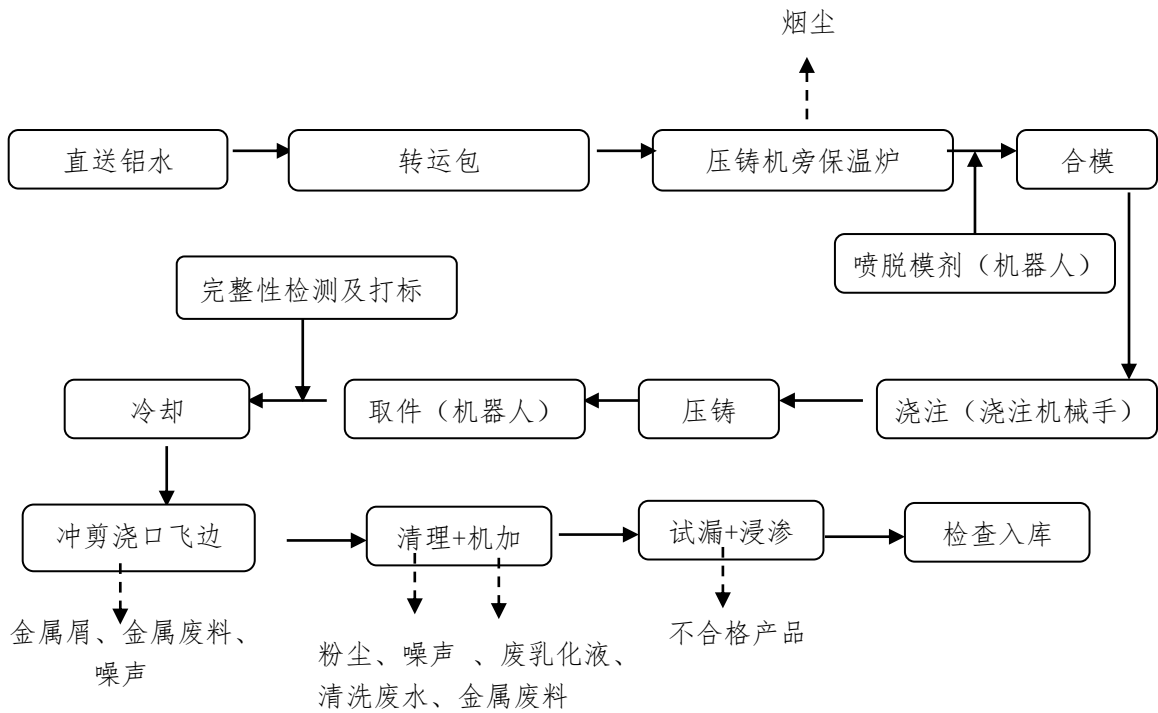 烟尘
直送铝水
转运包
压铸机旁保温炉
合模
喷脱模剂（机器人）
完整性检测及打标
冷却
取件（机器人）
压铸
浇注（浇注机械手）
冲剪浇口飞边
清理+机加
试漏+浸渗
检查入库
金属屑、金属废料、
噪声
粉尘、噪声 、废乳化液、
清洗废水、金属废料
不合格产品